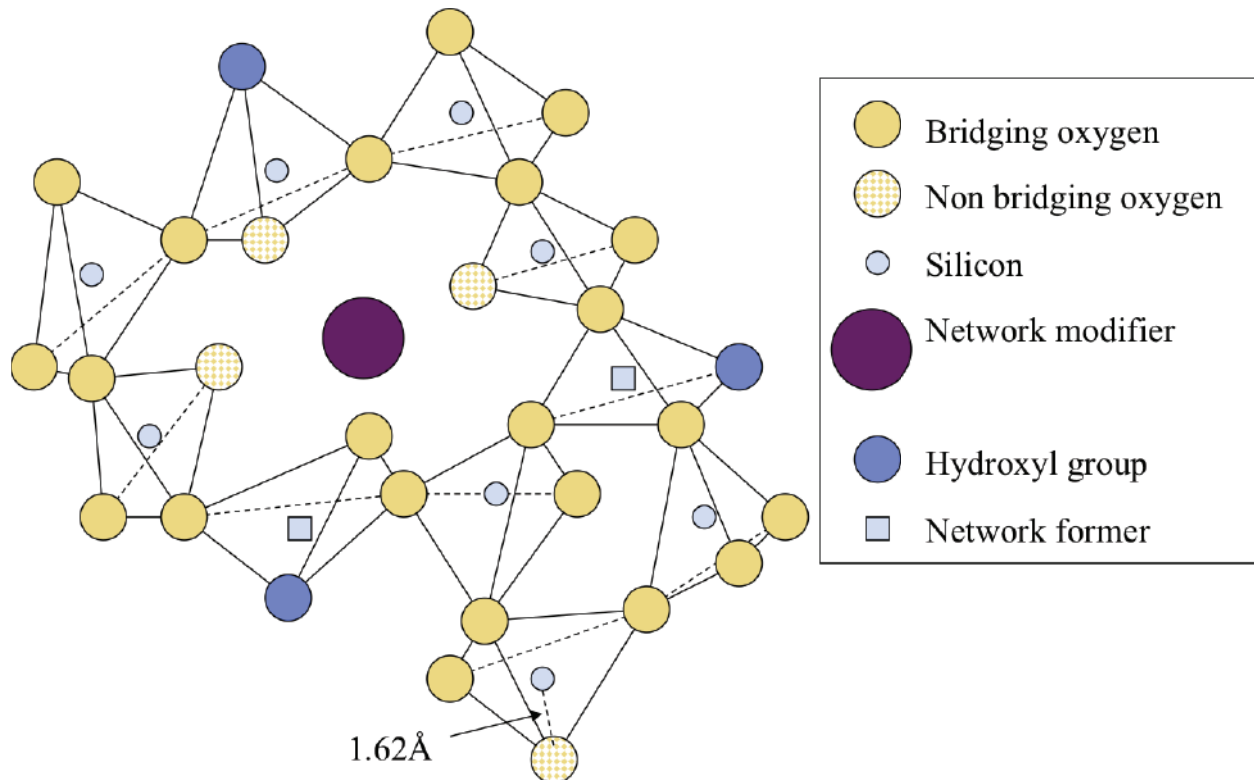 Bridging oxygen
Non bridging oxygen
Silicon
Network modifier
Hydroxyl group
Network former
1.62Å